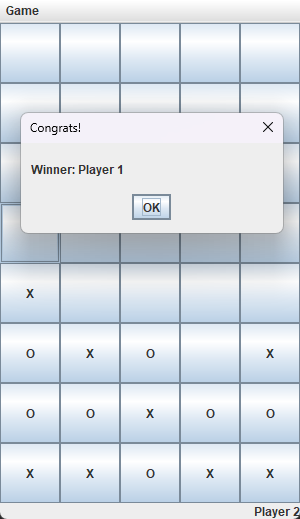 Game
Congrats!
Winner: Player 1
OK
X
O X O X
O O X O O
X X O X X
Player 2